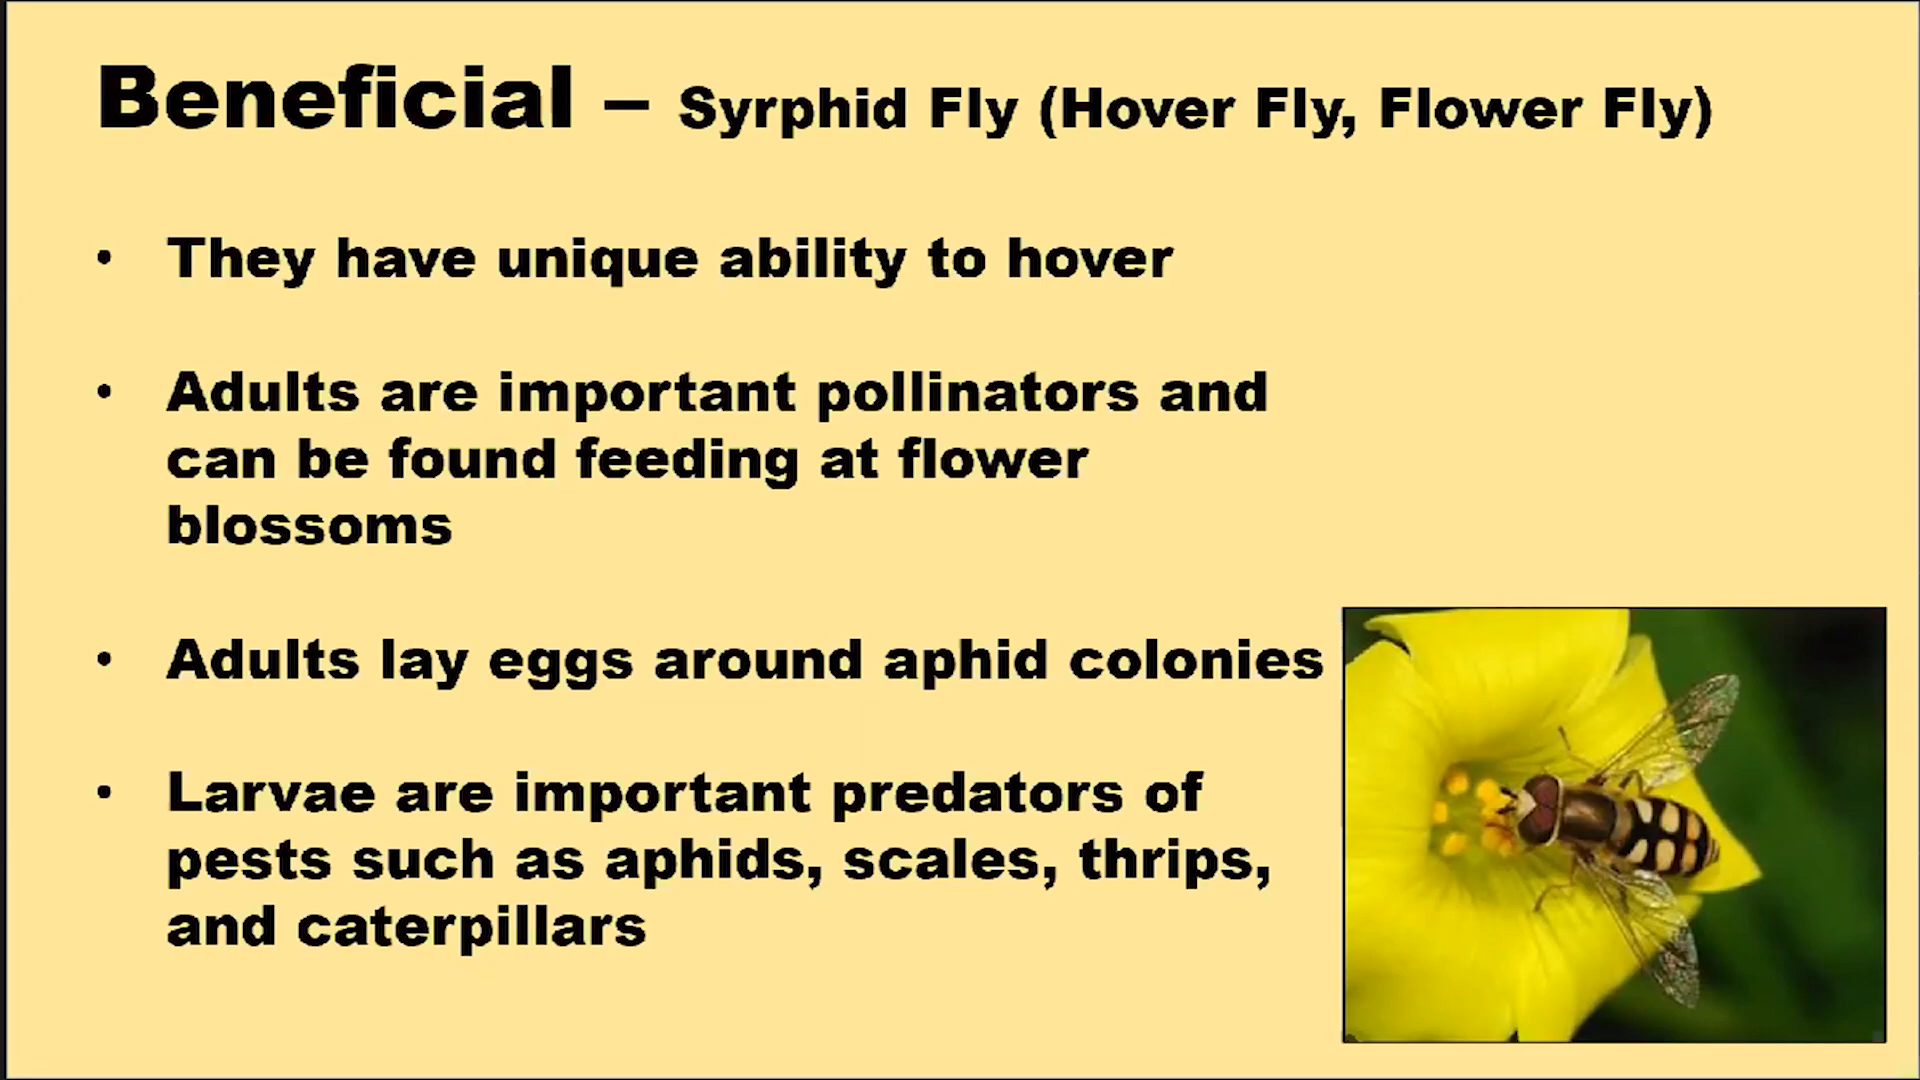 Beneficial – Syrphid Fly (Hover Fly, Flower Fly)
• They have unique ability to hover
• Adults are important pollinators and
can be found feeding at flower
blossoms
• Adults lay eggs around aphid colonies
• Larvae are important predators of
pests such as aphids, scales, thrips,
and caterpillars